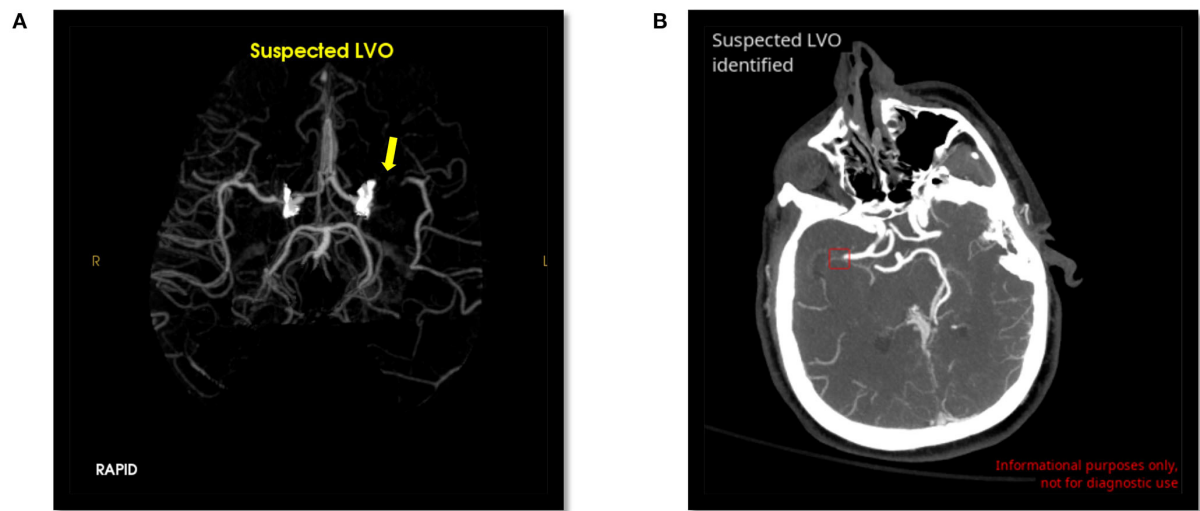 A
Suspected LVO
R
L
RAPID
B
Suspected LVO
identified
Informational purposes only,
not for diagnostic use